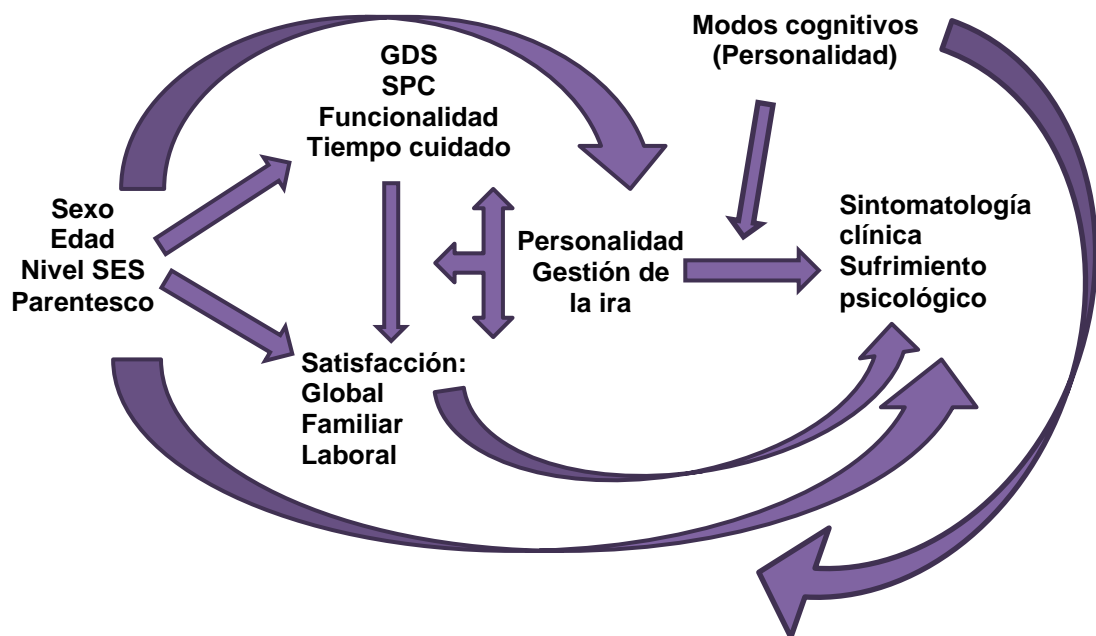 Modos cognitivos
(Personalidad)
GDS
SPC
Funcionalidad
Tiempo cuidado
Sexo
Edad
Nivel SES
Parentesco
Personalidad
Gestión de
la ira
Sintomatología
clínica
Sufrimiento
psicológico
Satisfacción:
Global
Familiar
Laboral